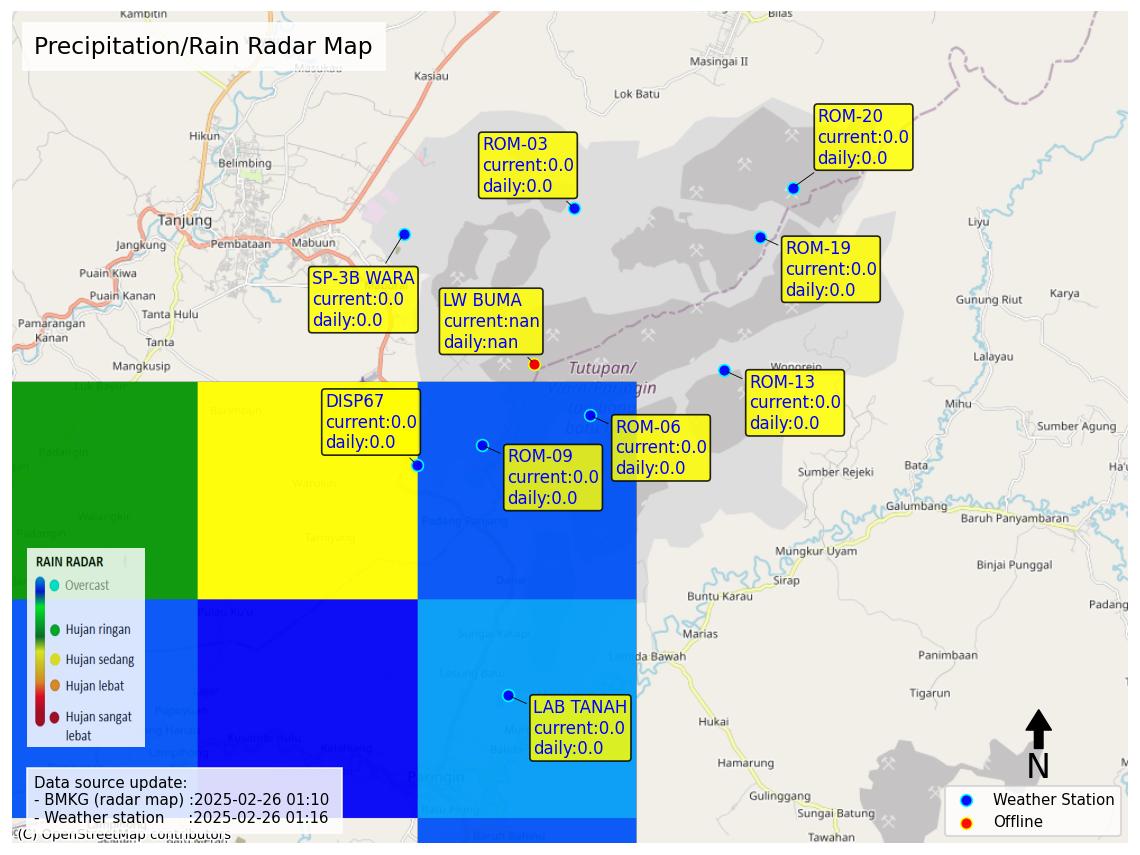 Kambitin
Bilas
Precipitation/Rain Radar Map
Masukau
Kasiau
Masingai II
Lok Batu
Hikun
Belimbing
ROM-03
current:0.0
daily:0.0
ROM-20
current:0.0
daily:0.0
Tanjung
Jangkung
Pembataan
Mabuun
Liyu
Puain Kiwa
Puain Kanan
Tanta Hulu
Pamarangan
Kanan
Tanta
Mangkusip
SP-3B WARA
current:0.0
daily:0.0
LW BUMA
current:nan
daily:nan
ROM-19
current:0.0
daily:0.0
Gunung Riut
Karya
Lalayau
Wonorejo
Tutupan/
Mihu
ROM-13
current:0.0
daily:0.0
DISP67
current:0.0
daily:0.0
ROM-06
current:0.0
daily:0.0
ROM-09
current:0.0
daily:0.0
Sumber Agung
Bata
Ha'u
Sumber Rejeki
Galumbang
Baruh Panyambaran
Padang Panjang
Mungkur Uyam
Binjai Punggal
Sirap
Buntu Karau
Padang
Marias
Lamida Bawah
Panimbaan
Tigarun
Hukai
Hamarung
Gulinggang
Sungai Batung
Tawahan
RAIN RADAR
Overcast
Hujan ringan
Hujan sedang
Hujan lebat
Hujan sangat
lebat
LAB TANAH
current:0.0
daily:0.0
Paringin
N
Data source update:
- BMKG (radar map) :2025-02-26 01:10
- Weather station :2025-02-26 01:16
(C) OpenStreetMap contributors
Weather Station
Offline